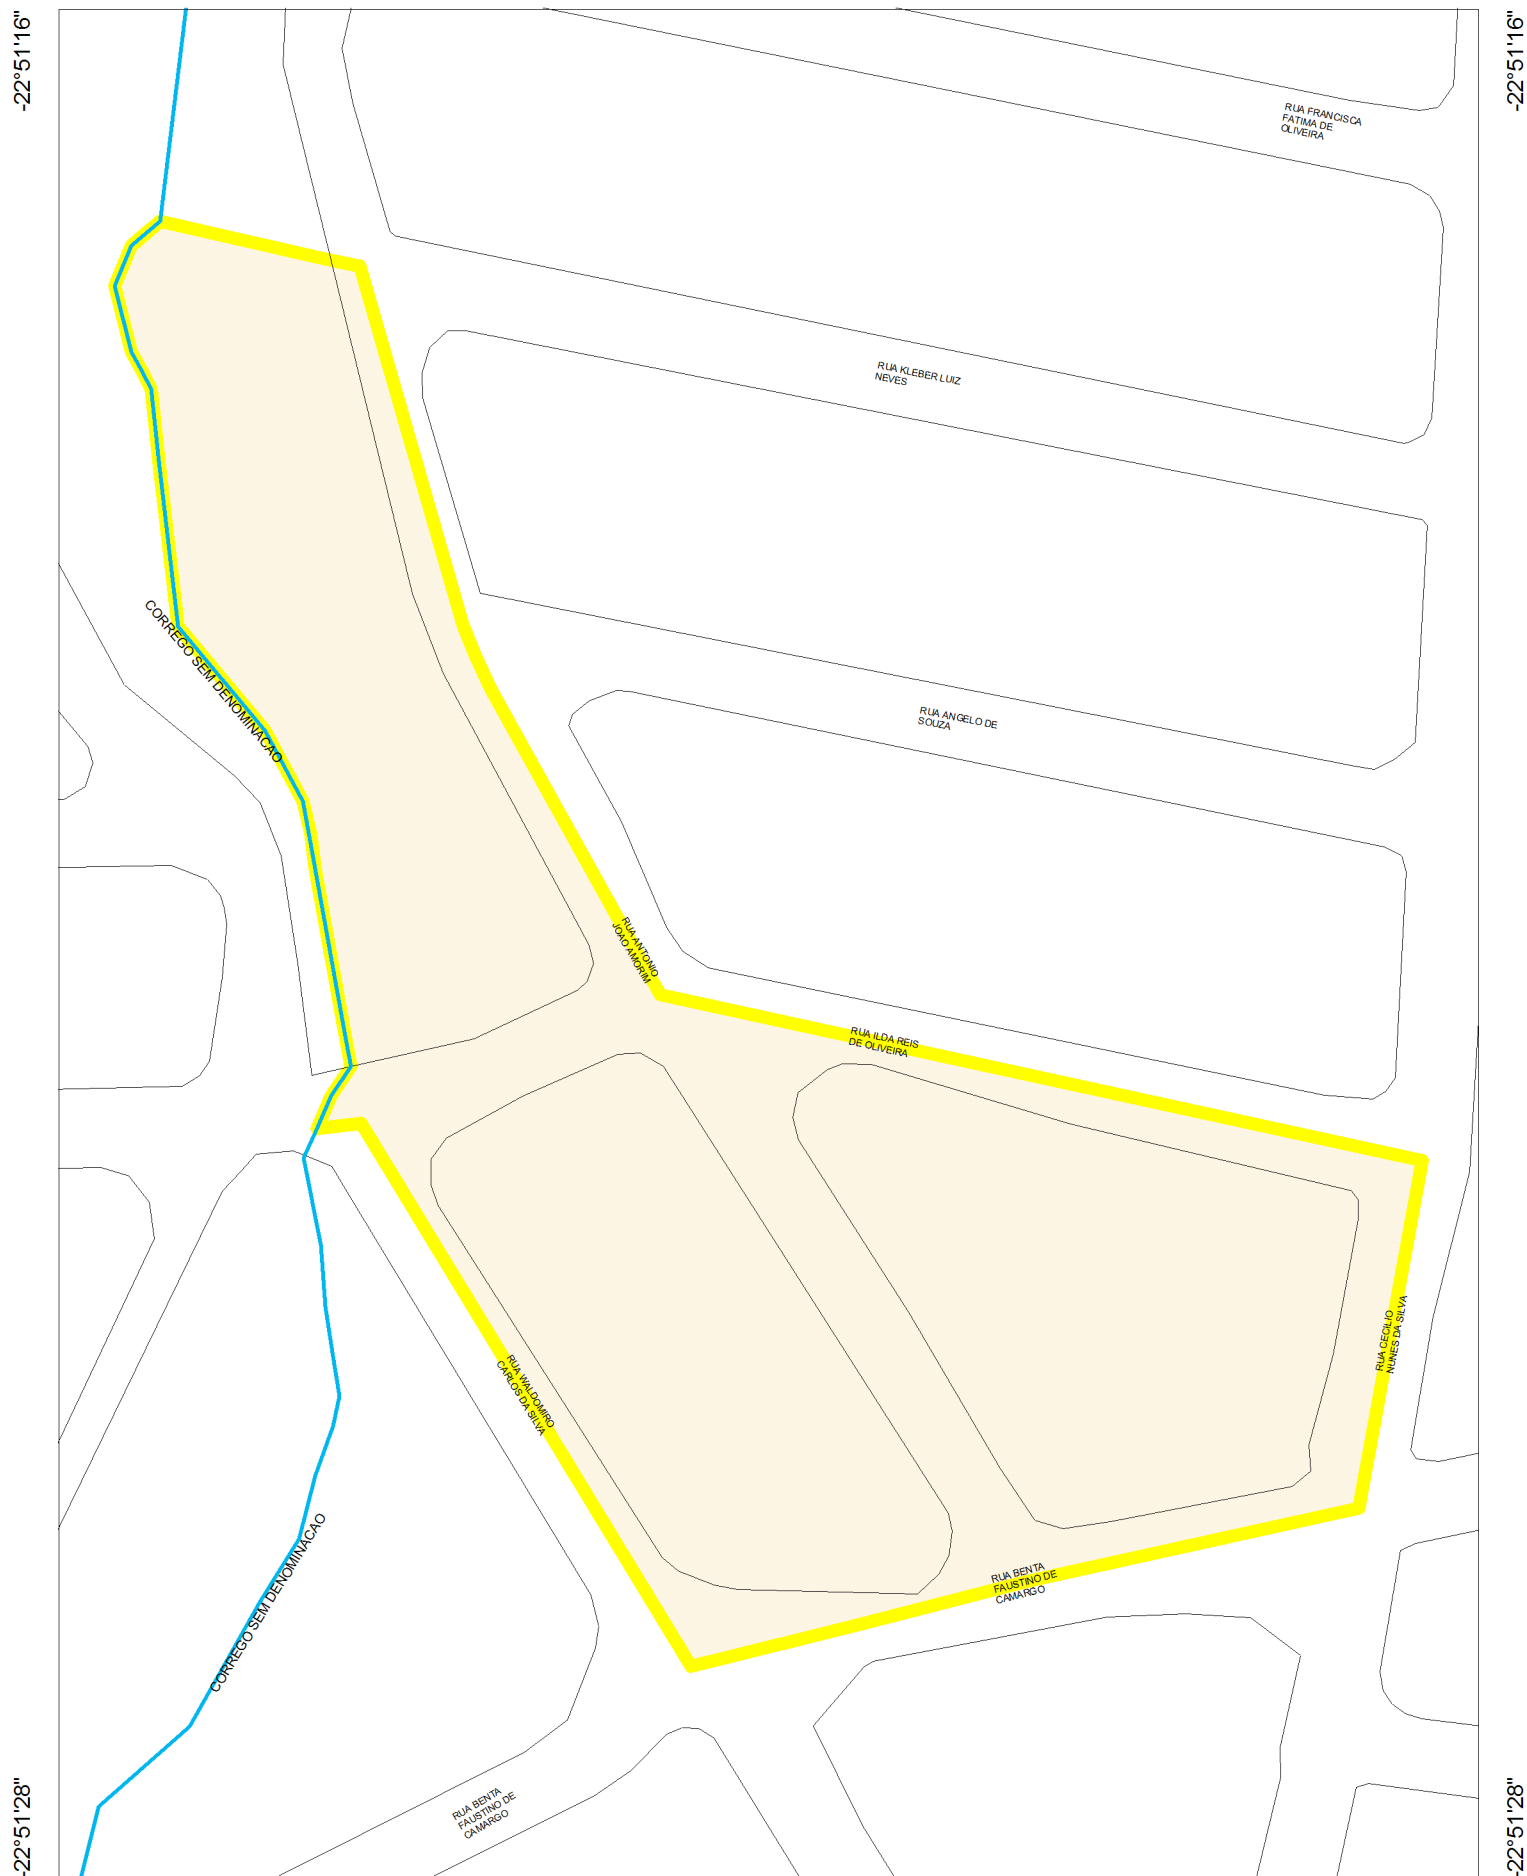 -22°51'16"
-22°51'16"
RUA FRANCISCA
FATIMA DE
OLIVEIRA
RUA KLEBER LUIZ
NEVES
CORREGO SEM DENOMINACAO
RUA ANGELO DE
SOUZA
RUA ANTONIO
JOAO AMORIM
RUA ILDA REIS
DE OLIVEIRA
RUA CECILIO
NUNES DA SILVA
RUA WALDOMIRO
CARLOS DA SILVA
CORREGO SEM DENOMINACAO
RUA BENTA
FAUSTINO DE
CAMARGO
RUA BENTA
FAUSTINO DE
CAMARGO
-22°51'28"
-22°51'28"